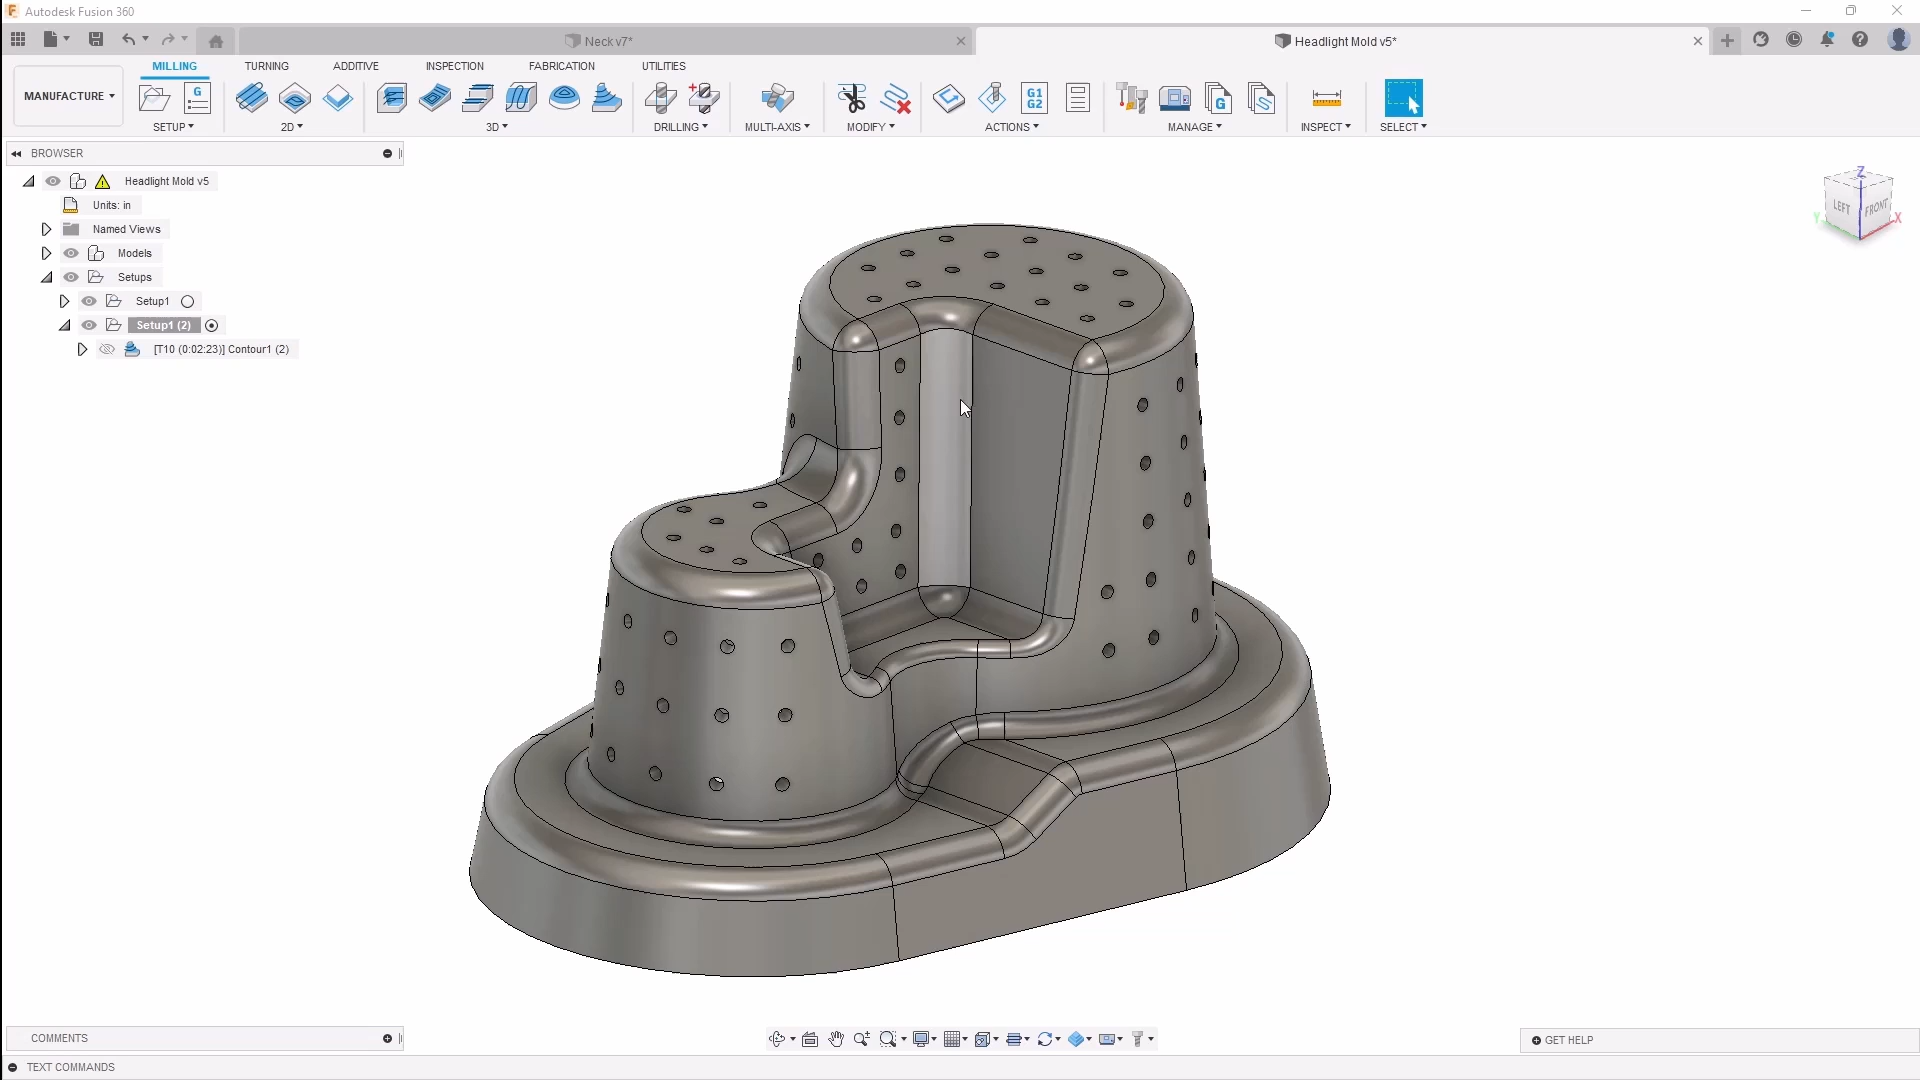 Autodesk Fusion 360
Neck v7*
Headlight Mold v5*
MILLING
TURNING
ADDITIVE
INSPECTION
FABRICATION
UTILITIES
MANUFACTURE
G
G1
G2
G
S
SETUP
2D
3D
DRILLING
MULTI-AXIS
MODIFY
ACTIONS
MANAGE
INSPECT
SELECT
BROWSER
Headlight Mold v5
Units: in
Named Views
Models
Setups
Setup1
Setup1 (2)
[T10 (0:02:23)] Contour1 (2)
Z
LEFT
FRONT
Y
X
COMMENTS
GET HELP
TEXT COMMANDS